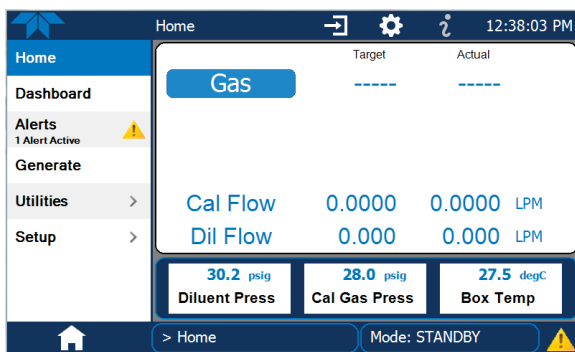 Home
12:38:03 PM
Home
Dashboard
Alerts
1 Alert Active
Generate
Utilities >
Setup >
Target Actual
Gas ----- -----
Cal Flow 0.0000 0.0000 LPM
Dil Flow 0.000 0.000 LPM
30.2 psig
Diluent Press
28.0 psig
Cal Gas Press
27.5 degC
Box Temp
> Home
Mode: STANDBY